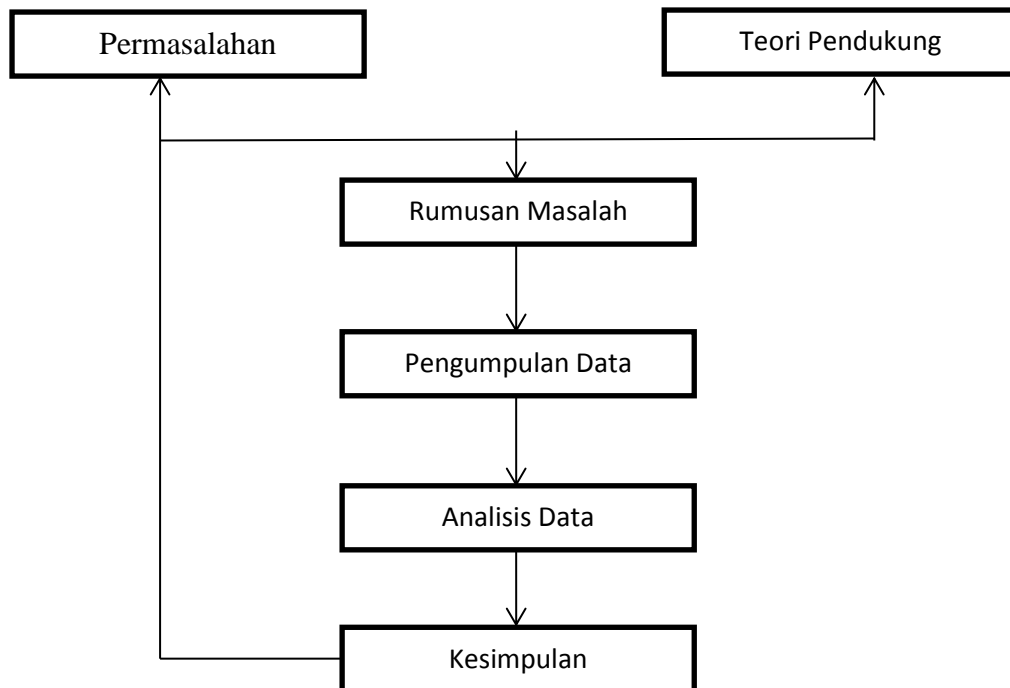 Permasalahan
Teori Pendukung
Rumusan Masalah
Pengumpulan Data
Analisis Data
Kesimpulan